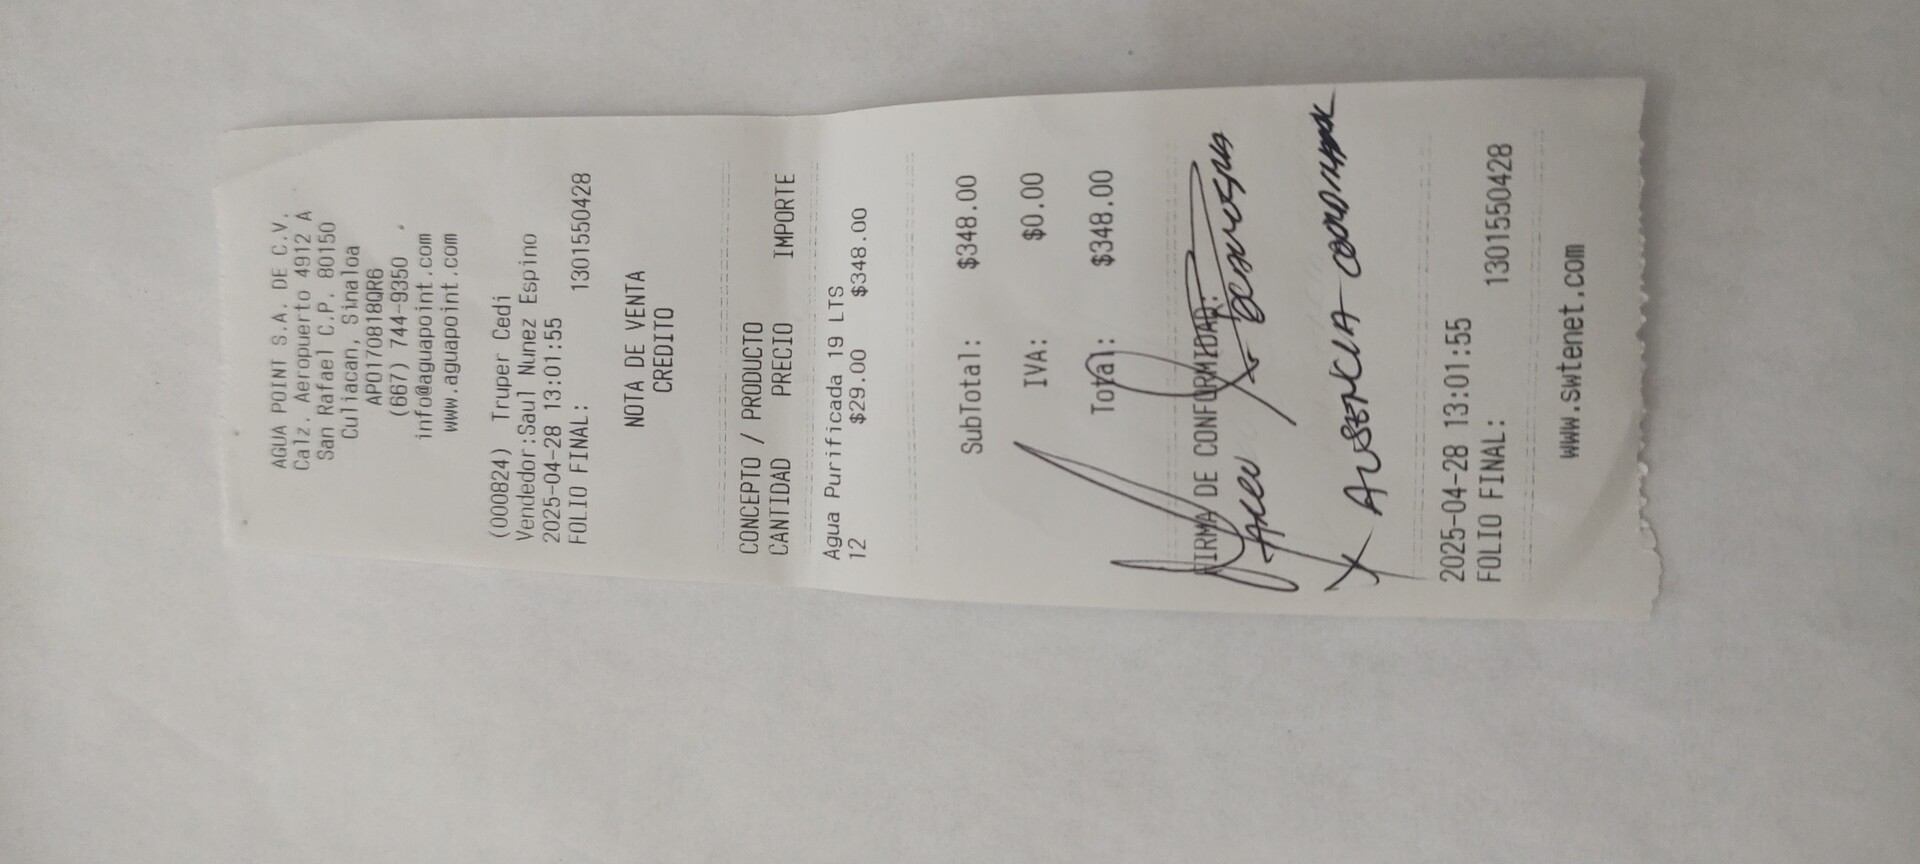 AGUA POINT S.A. DE C.V.
Calz. Aeropuerto 4912 A
San Rafael C.P. 80150
Culiacan, Sinaloa
APO170818QR6
(667) 744-9350
info@aguapoint.com
www.aguapoint.com
(000824) Truper Cedi
Vendedor:Saul Nunez Espino
2025-04-28 13:01:55
FOLIO FINAL: 1301550428
NOTA DE VENTA
CREDITO
CONCEPTO / PRODUCTO
CANTIDAD PRECIO IMPORTE
Agua Purificada 19 LTS
12 $29.00 $348.00
SubTotal: $348.00
IVA: $0.00
Total: $348.00
FIRMA DE CONFORMIDAD:
AUSENCIA
2025-04-28 13:01:55
FOLIO FINAL: 1301550428
www.swtenet.com